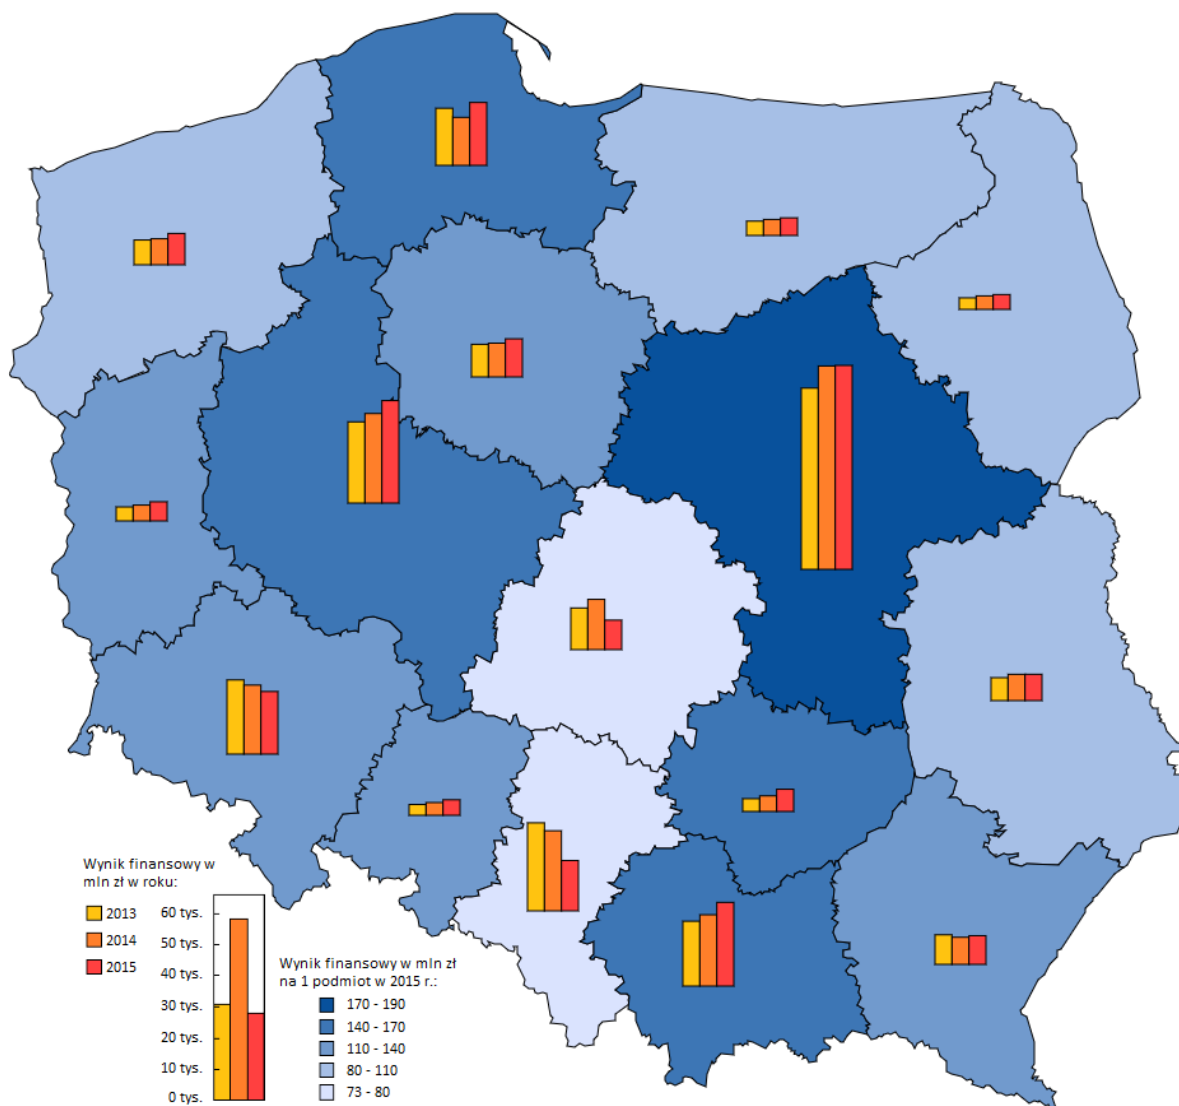 Wynik finansowy w
mln zł w roku:
2013
2014
2015
60 tys.
50 tys.
40 tys.
30 tys.
20 tys.
10 tys.
0 tys.
Wynik finansowy w mln zł
na 1 podmiot w 2015 r.:
170 - 190
140 - 170
110 - 140
80 - 110
73 - 80